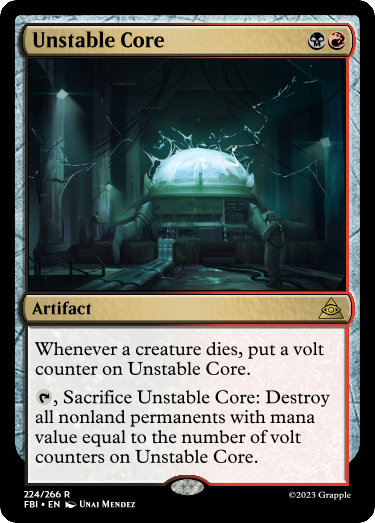 Unstable Core
Artifact
Whenever a creature dies, put a volt
counter on Unstable Core.
, Sacrifice Unstable Core: Destroy
all nonland permanents with mana
value equal to the number of volt
counters on Unstable Core.
224/266 R
FBI • EN Unai Mendez
©2023 Grapple